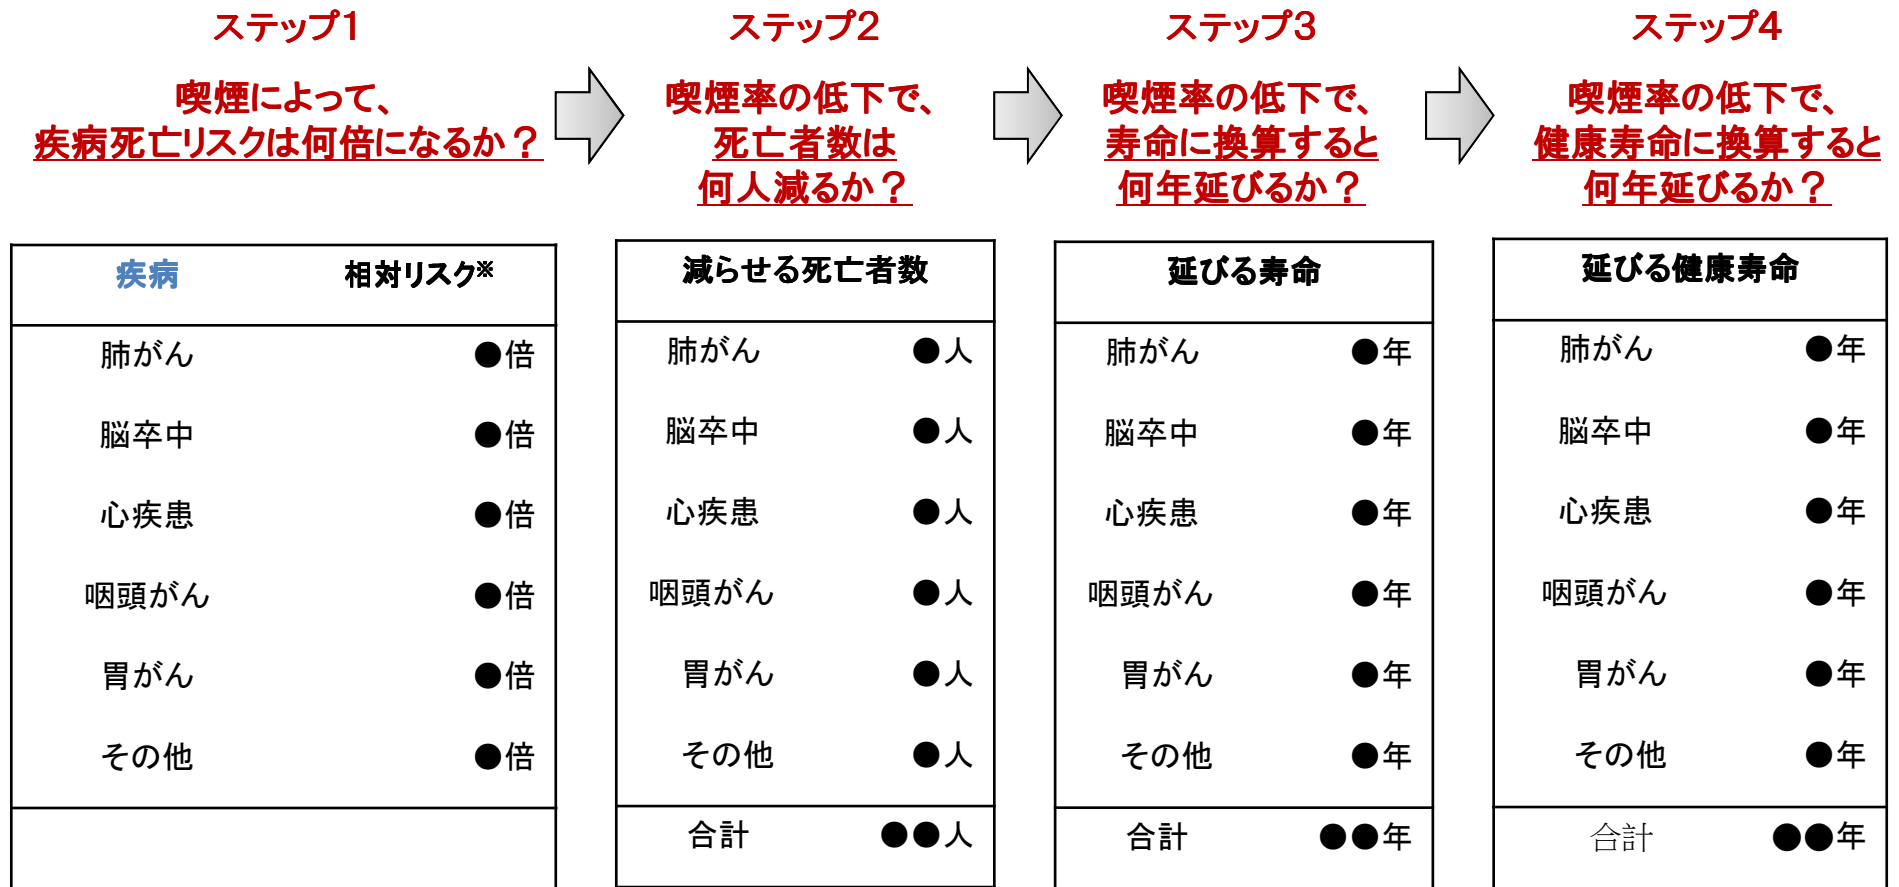 ステップ1
喫煙によって、
疾病死亡リスクは何倍になるか？
疾病 相対リスク※
肺がん ●倍
脳卒中 ●倍
心疾患 ●倍
咽頭がん ●倍
胃がん ●倍
その他 ●倍
ステップ2
喫煙率の低下で、
死亡者数は
何人減るか？
減らせる死亡者数
肺がん ●人
脳卒中 ●人
心疾患 ●人
咽頭がん ●人
胃がん ●人
その他 ●人
合計 ●●人
ステップ3
喫煙率の低下で、
寿命に換算すると
何年延びるか？
延びる寿命
肺がん ●年
脳卒中 ●年
心疾患 ●年
咽頭がん ●年
胃がん ●年
その他 ●年
合計 ●●年
ステップ4
喫煙率の低下で、
健康寿命に換算すると
何年延びるか？
延びる健康寿命
肺がん ●年
脳卒中 ●年
心疾患 ●年
咽頭がん ●年
胃がん ●年
その他 ●年
合計 ●●年